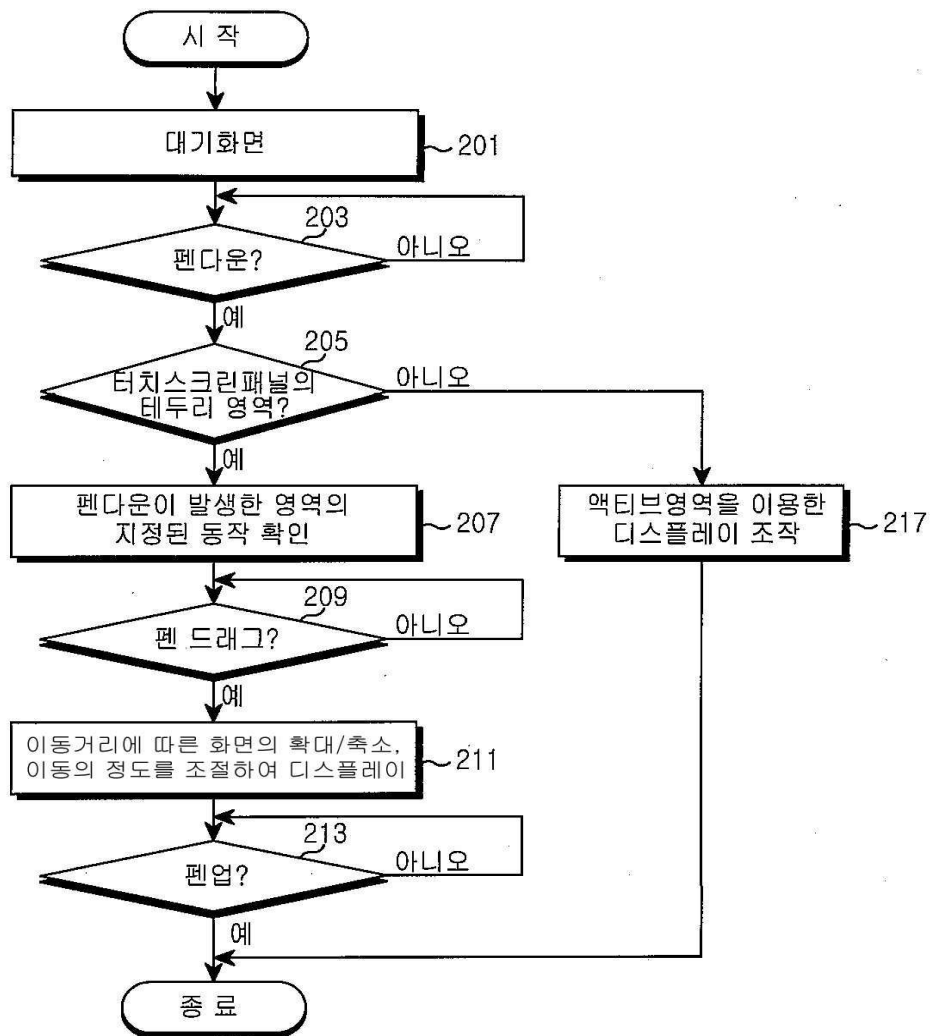 시 작
대기화면
201
203
펜다운?
아니오
예
205
터치스크린패널의
테두리 영역?
아니오
예
펜다운이 발생한 영역의
지정된 동작 확인
207
액티브영역을 이용한
디스플레이 조작
217
209
펜 드래그?
아니오
예
이동거리에 따른 화면의 확대/축소,
이동의 정도를 조절하여 디스플레이
211
213
펜업?
아니오
예
종 료